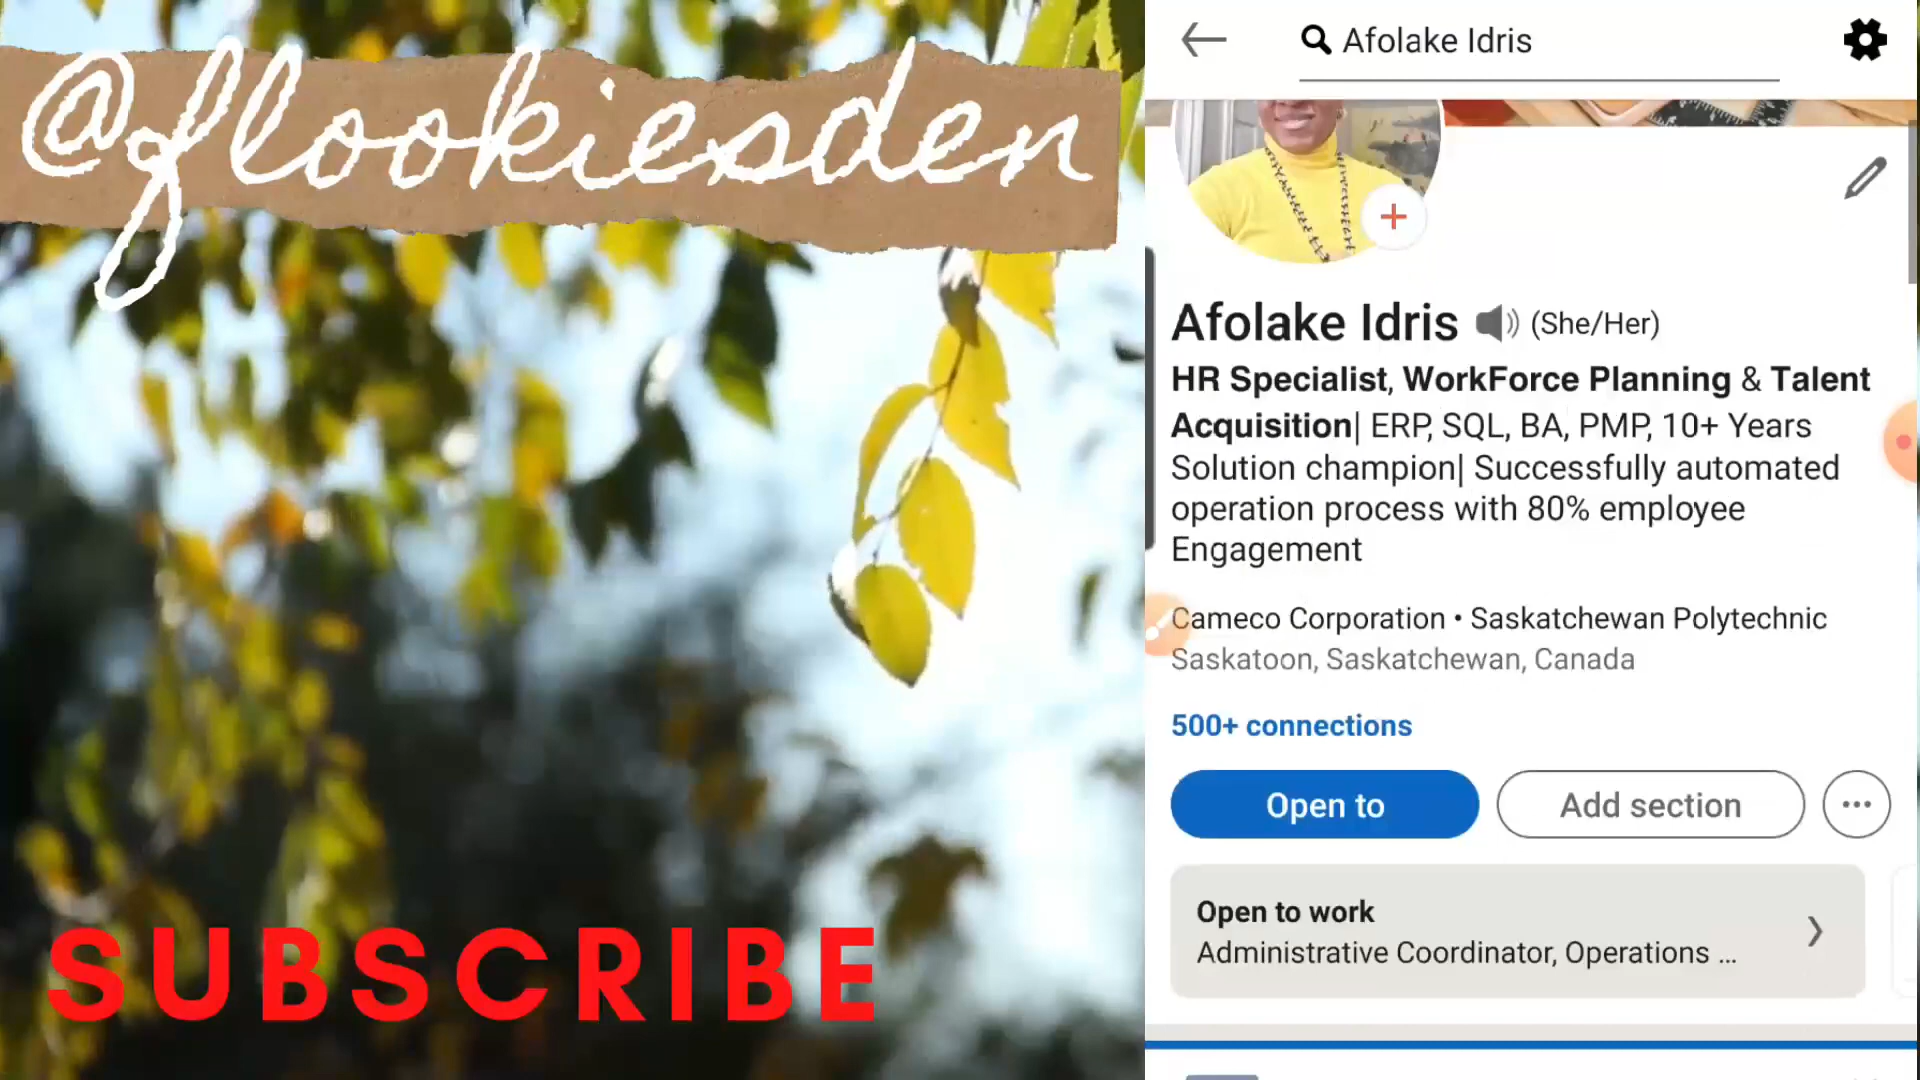 @flookiesden
SUBSCRIBE
Afolake Idris
Afolake Idris (She/Her)
HR Specialist, WorkForce Planning & Talent
Acquisition| ERP, SQL, BA, PMP, 10+ Years
Solution champion| Successfully automated
operation process with 80% employee
Engagement
Cameco Corporation • Saskatchewan Polytechnic
Saskatoon, Saskatchewan, Canada
500+ connections
Open to
Add section
Open to work
Administrative Coordinator, Operations ...